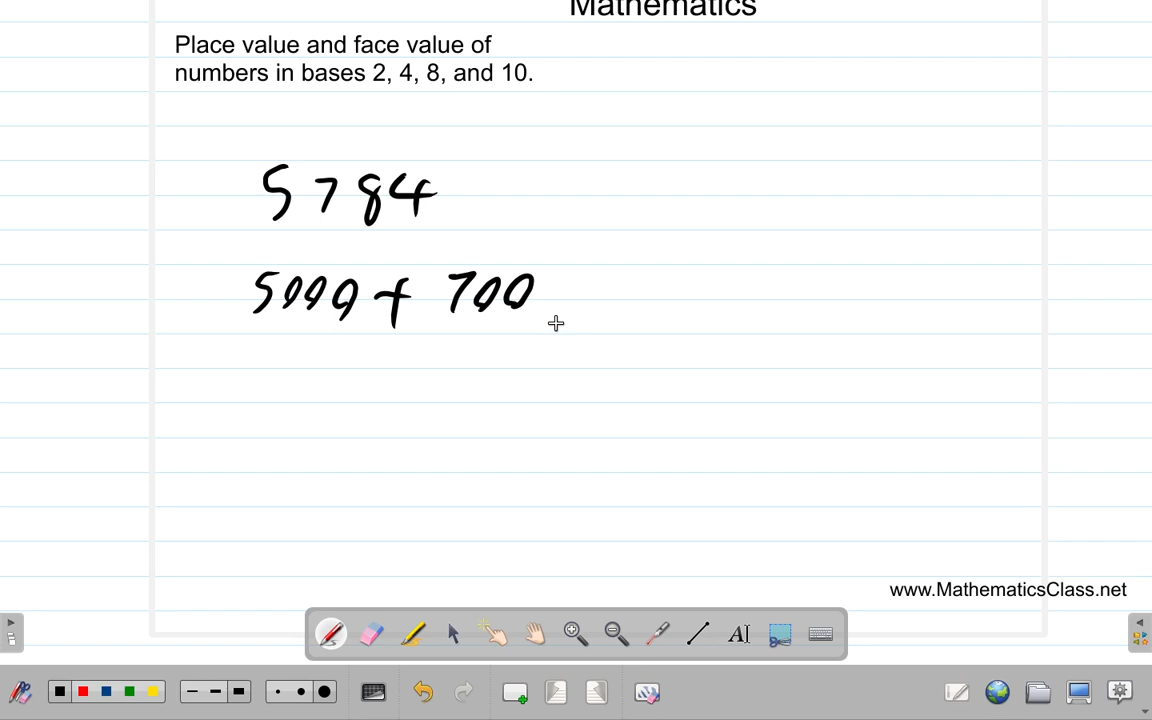 Mathematics
Place value and face value of
numbers in bases 2, 4, 8, and 10.
5784
5000 + 700
www.MathematicsClass.net